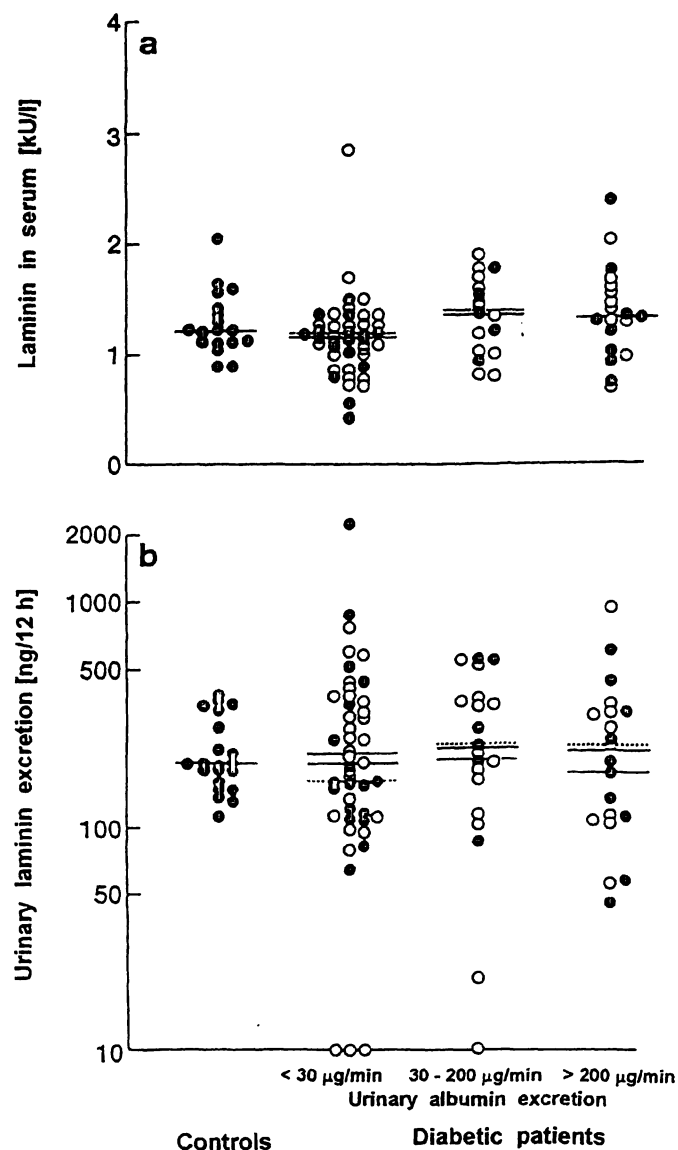 a
Laminin in serum [kU/l]
4
3
2
1
0
b
Urinary laminin excretion [ng/12 h]
2000
1000
500
100
50
10
< 30 µg/min 30 - 200 µg/min > 200 µg/min
Urinary albumin excretion
Controls Diabetic patients